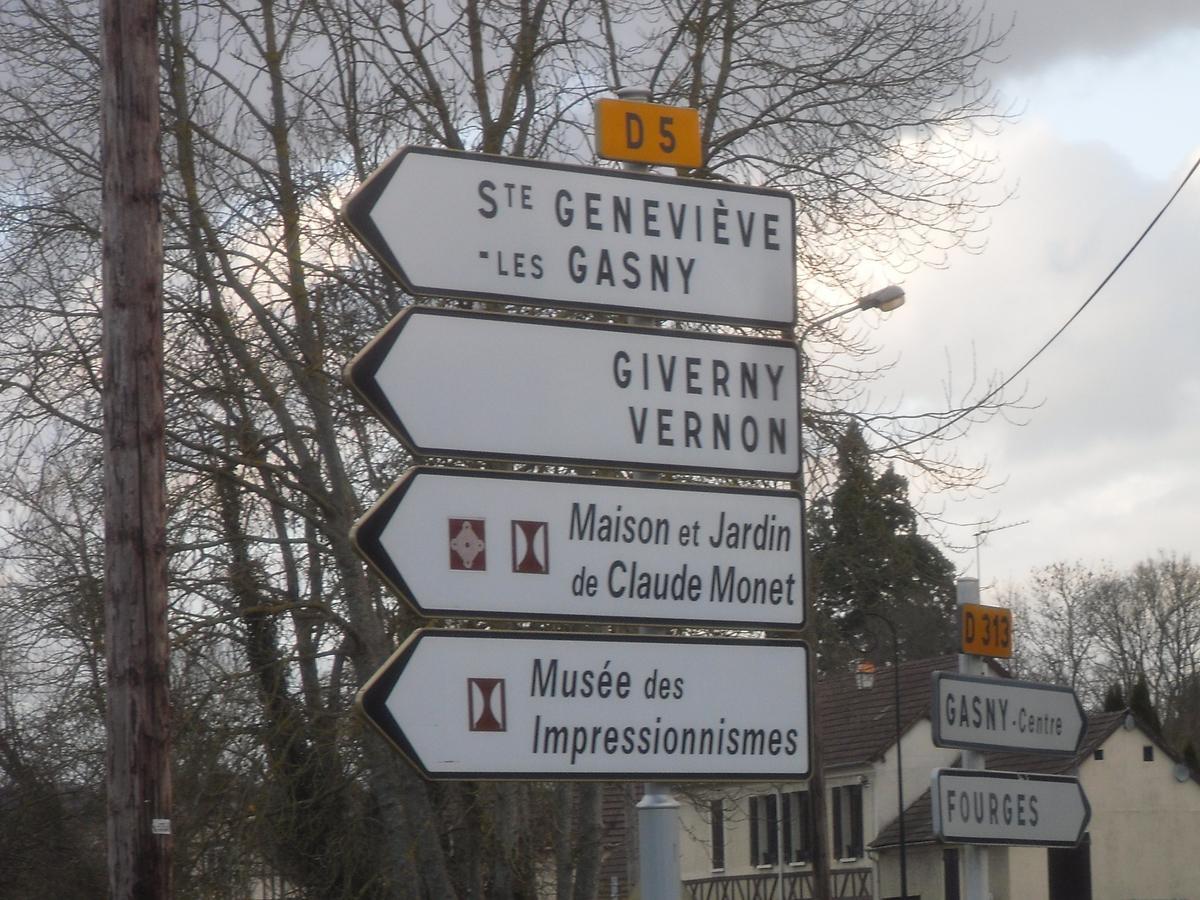 D 5
STE GENEVIÈVE
-LES GASNY
GIVERNY
VERNON
Maison et Jardin
de Claude Monet
Musée des
Impressionnismes
D 313
GASNY-Centre
FOURGES